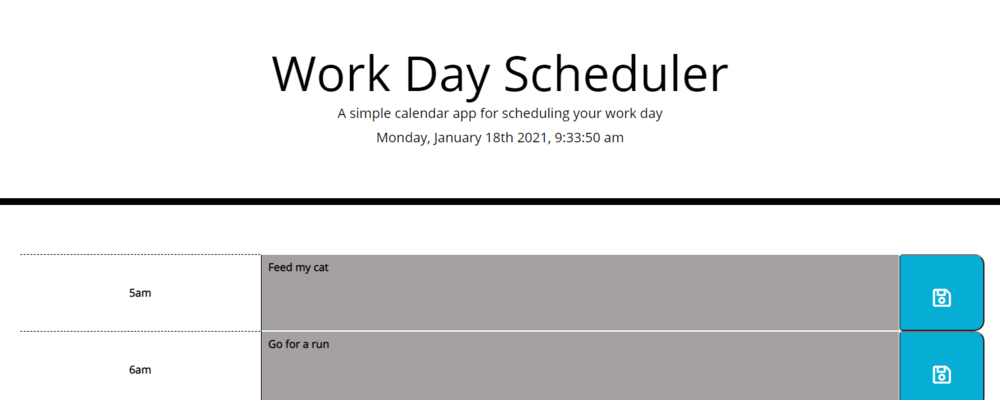 Work Day Scheduler
A simple calendar app for scheduling your work day
Monday, January 18th 2021, 9:33:50 am
5am
Feed my cat
6am
Go for a run